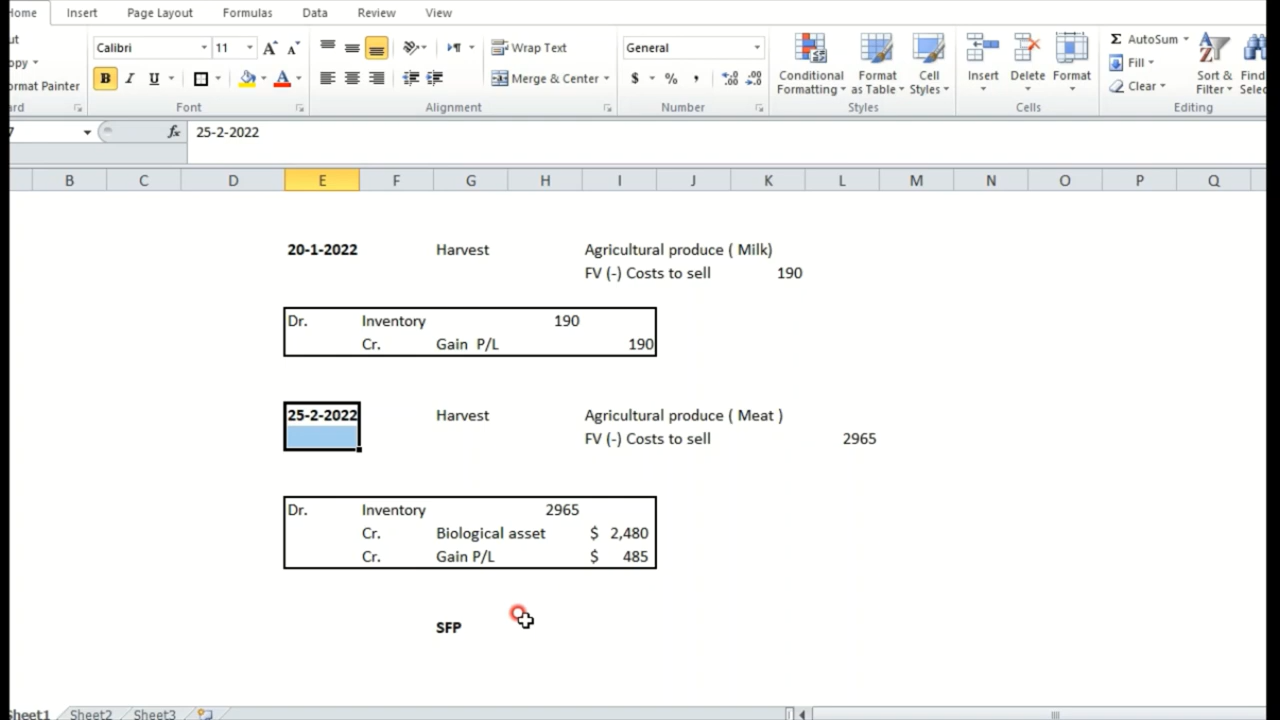 Home Insert Page Layout Formulas Data Review View
Calibri 11 Wrap Text General AutoSum
Format Painter B I U Merge & Center $ % , Conditional Formatting Format as Table Cell Styles Insert Delete Format Fill Clear Sort & Filter
Font Alignment Number Styles Cells Editing
fx 25-2-2022
B C D E F G H I J K L M N O P Q
20-1-2022 Harvest Agricultural produce ( Milk)
FV (-) Costs to sell 190
Dr. Inventory 190
Cr. Gain P/L 190
25-2-2022 Harvest Agricultural produce ( Meat )
FV (-) Costs to sell 2965
Dr. Inventory 2965
Cr. Biological asset $ 2,480
Cr. Gain P/L $ 485
SFP
Sheet1 Sheet2 Sheet3